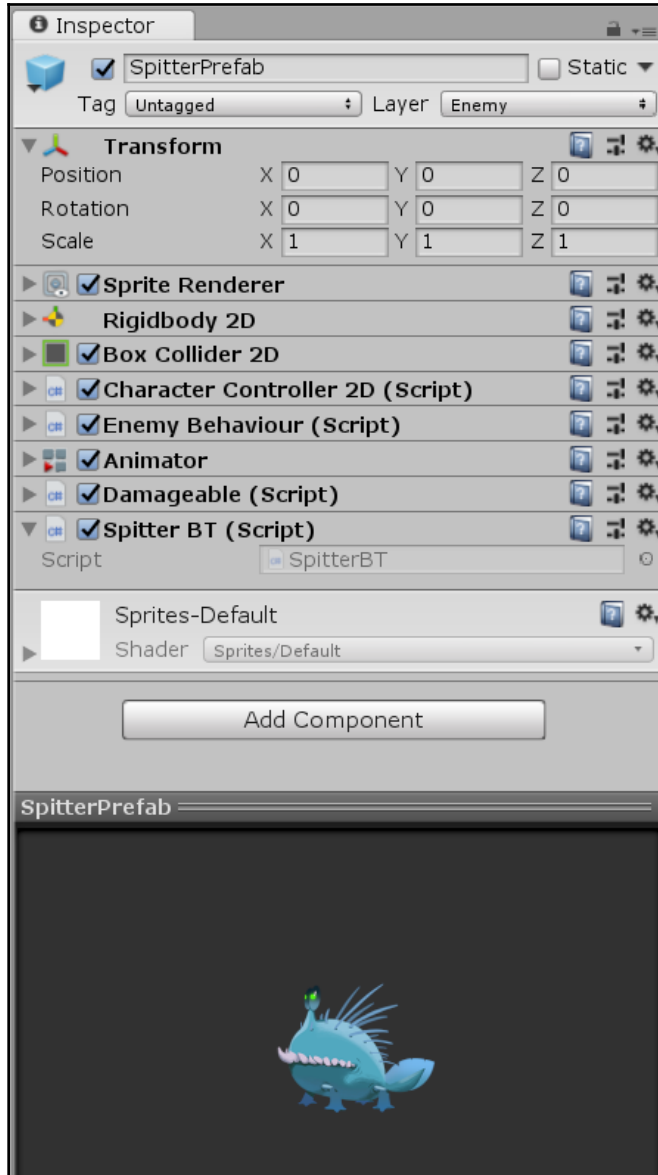 Inspector
SpitterPrefab Static
Tag Untagged Layer Enemy
Transform
Position X 0 Y 0 Z 0
Rotation X 0 Y 0 Z 0
Scale X 1 Y 1 Z 1
Sprite Renderer
Rigidbody 2D
Box Collider 2D
Character Controller 2D (Script)
Enemy Behaviour (Script)
Animator
Damageable (Script)
Spitter BT (Script)
Script SpitterBT
Sprites-Default
Shader Sprites/Default
Add Component
SpitterPrefab